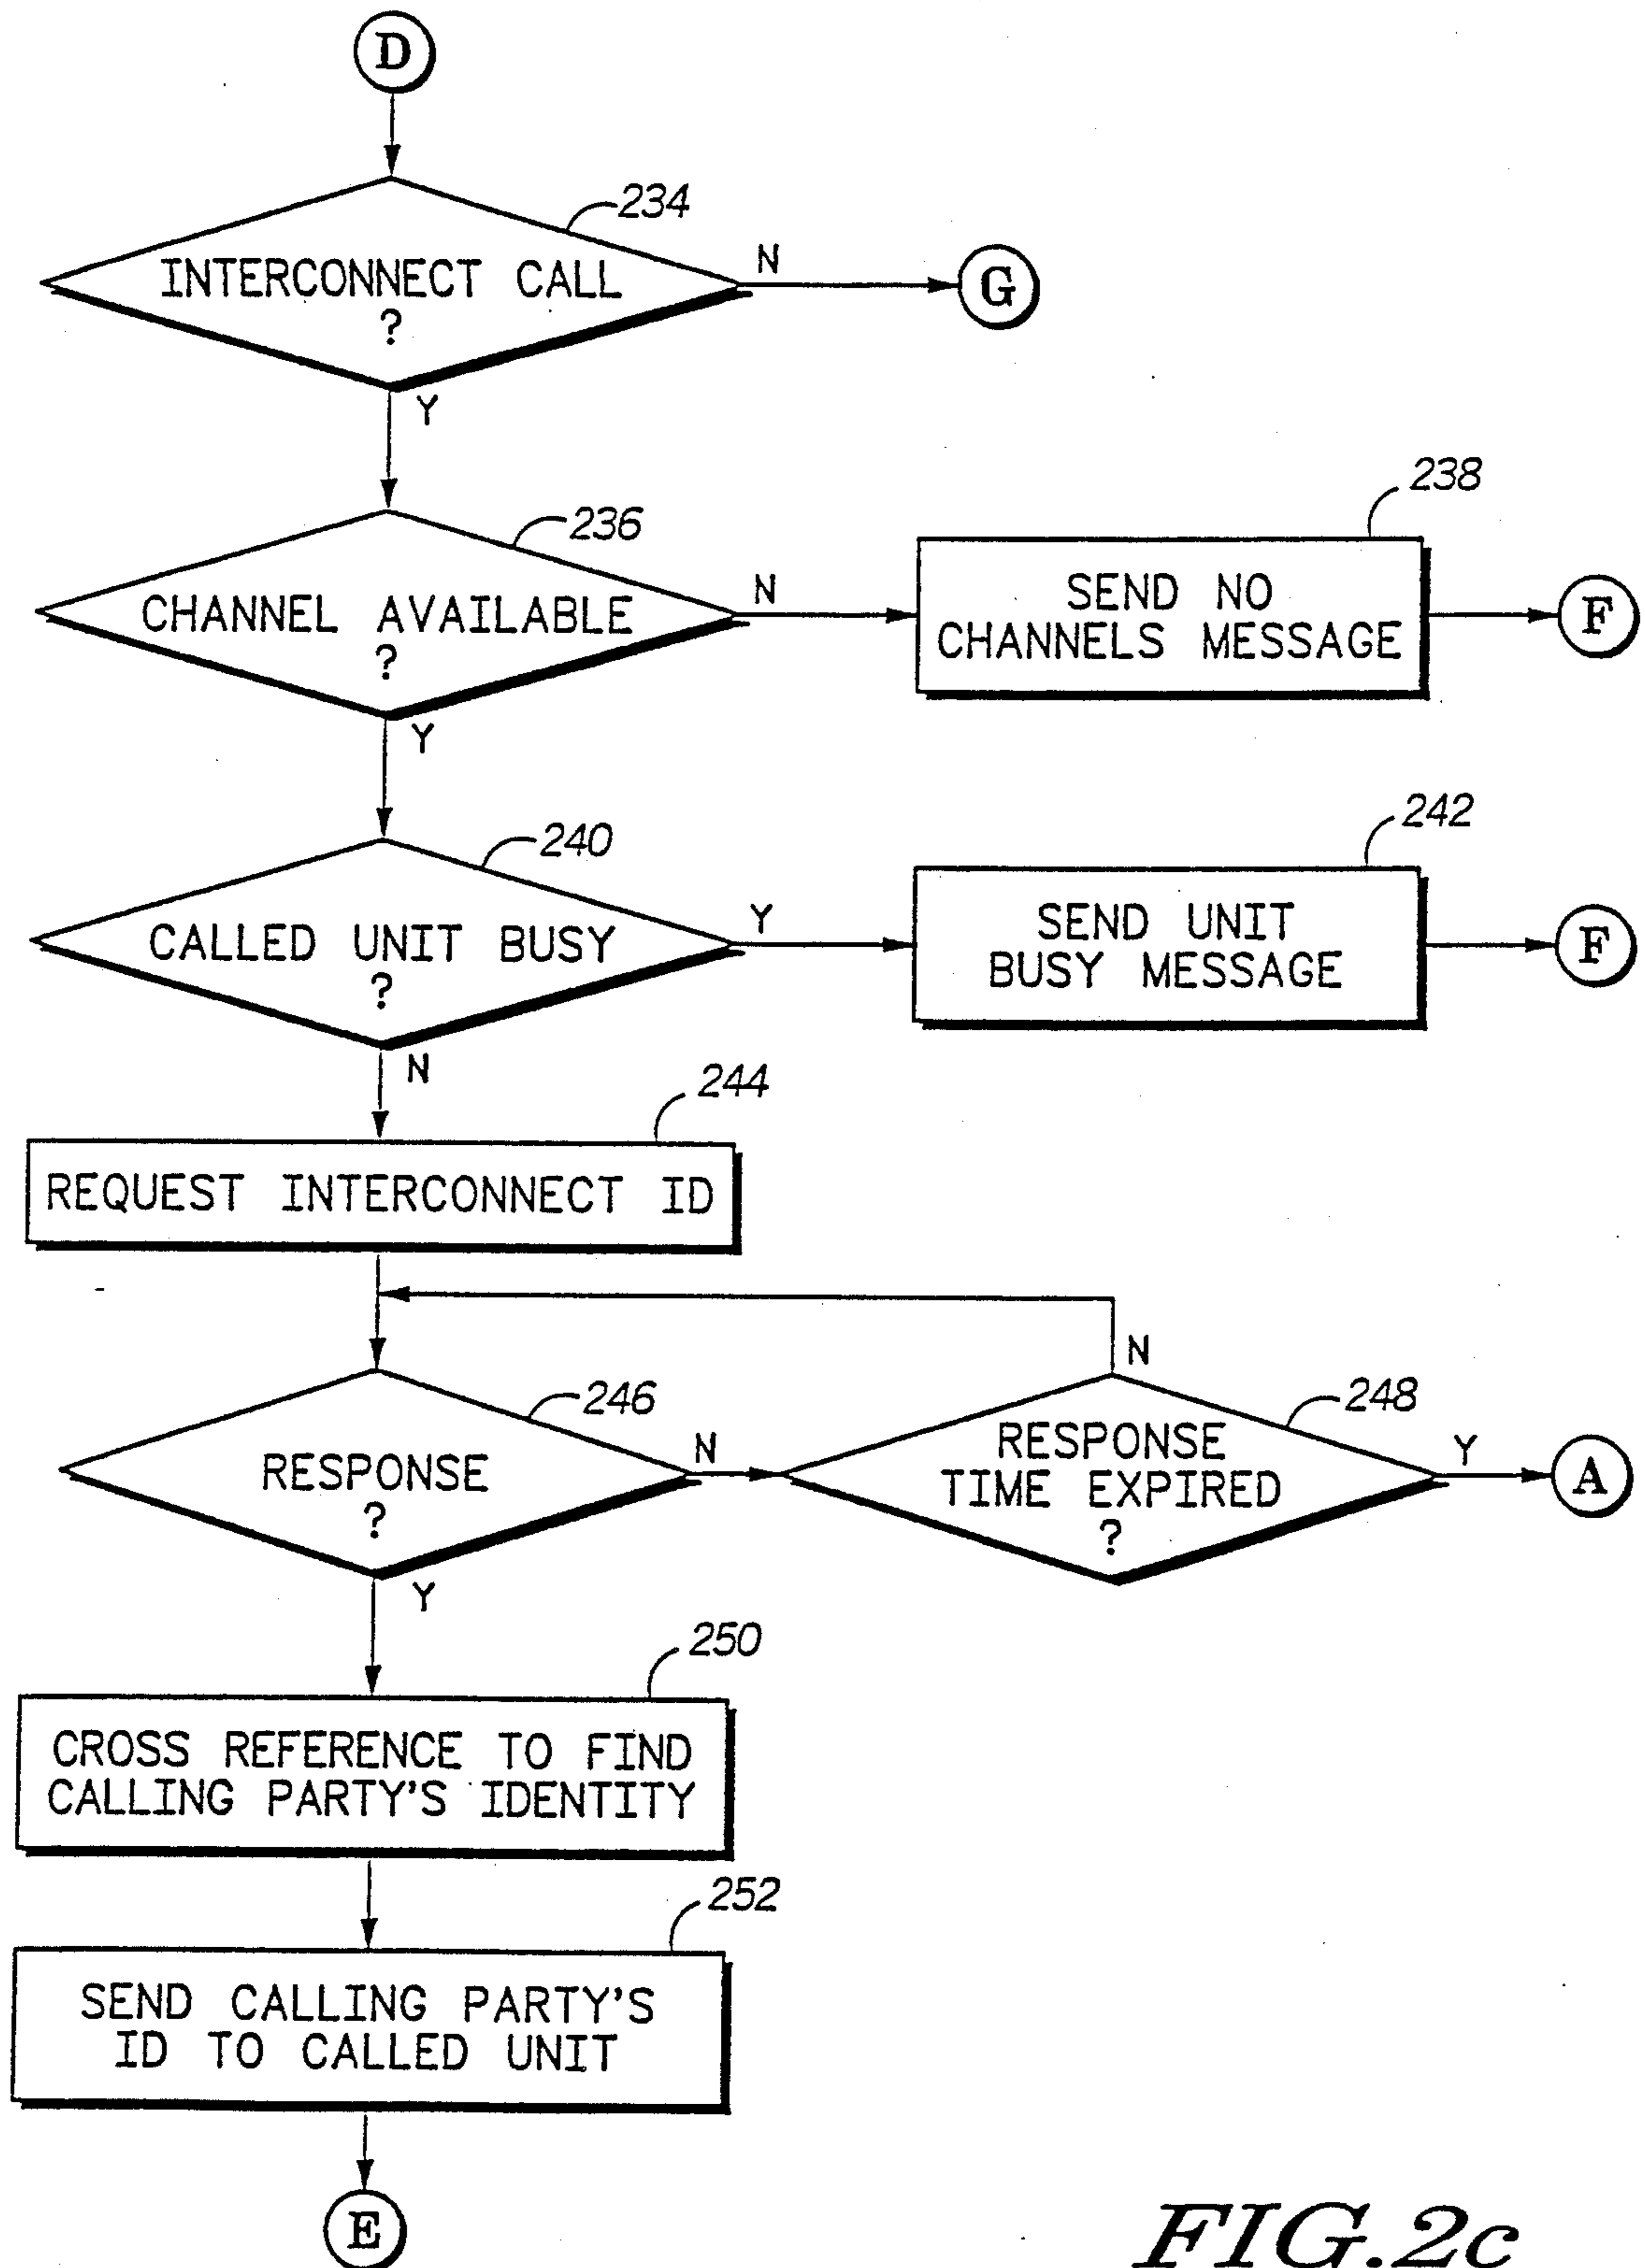 D
234
INTERCONNECT CALL
?
N
G
Y
236
CHANNEL AVAILABLE
?
N
238
SEND NO
CHANNELS MESSAGE
F
Y
240
CALLED UNIT BUSY
?
Y
242
SEND UNIT
BUSY MESSAGE
F
N
244
REQUEST INTERCONNECT ID
246
RESPONSE
?
N
248
RESPONSE
TIME EXPIRED
?
N
Y
A
Y
250
CROSS REFERENCE TO FIND
CALLING PARTY'S IDENTITY
252
SEND CALLING PARTY'S
ID TO CALLED UNIT
E
FIG.2c